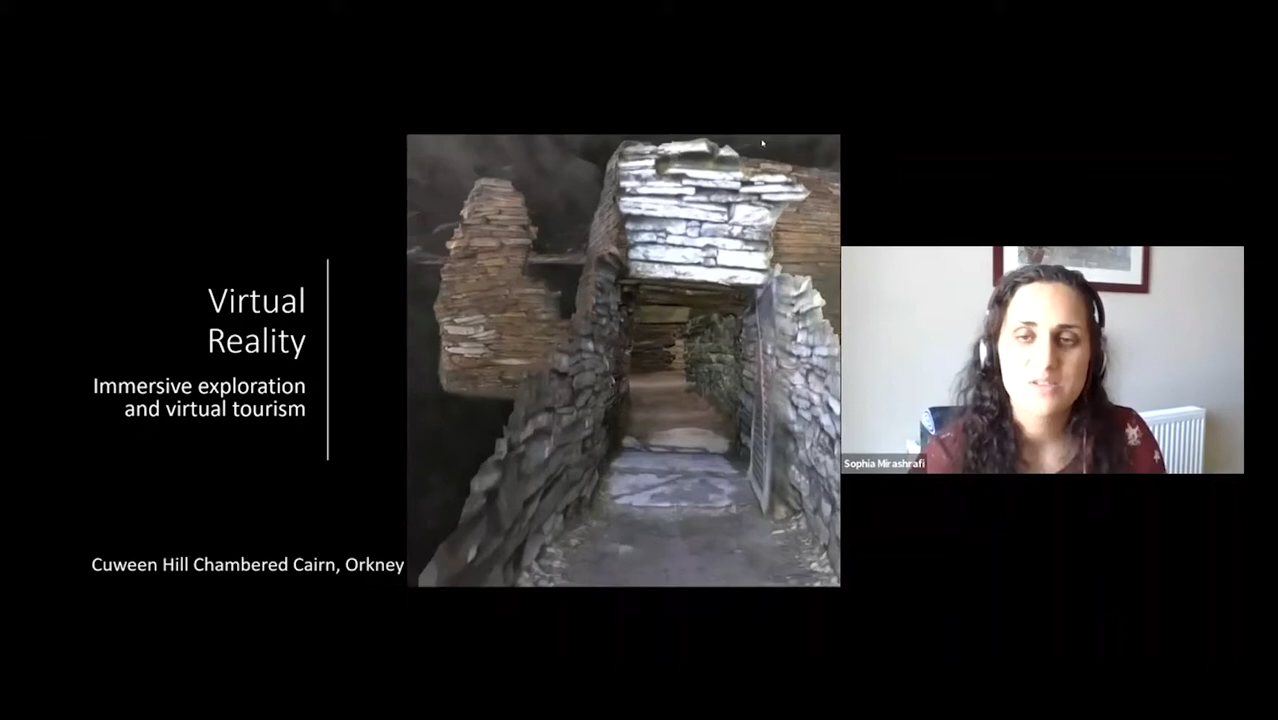 Virtual
Reality
Immersive exploration
and virtual tourism
Cuween Hill Chambered Cairn, Orkney
Sophia Mirashrafi